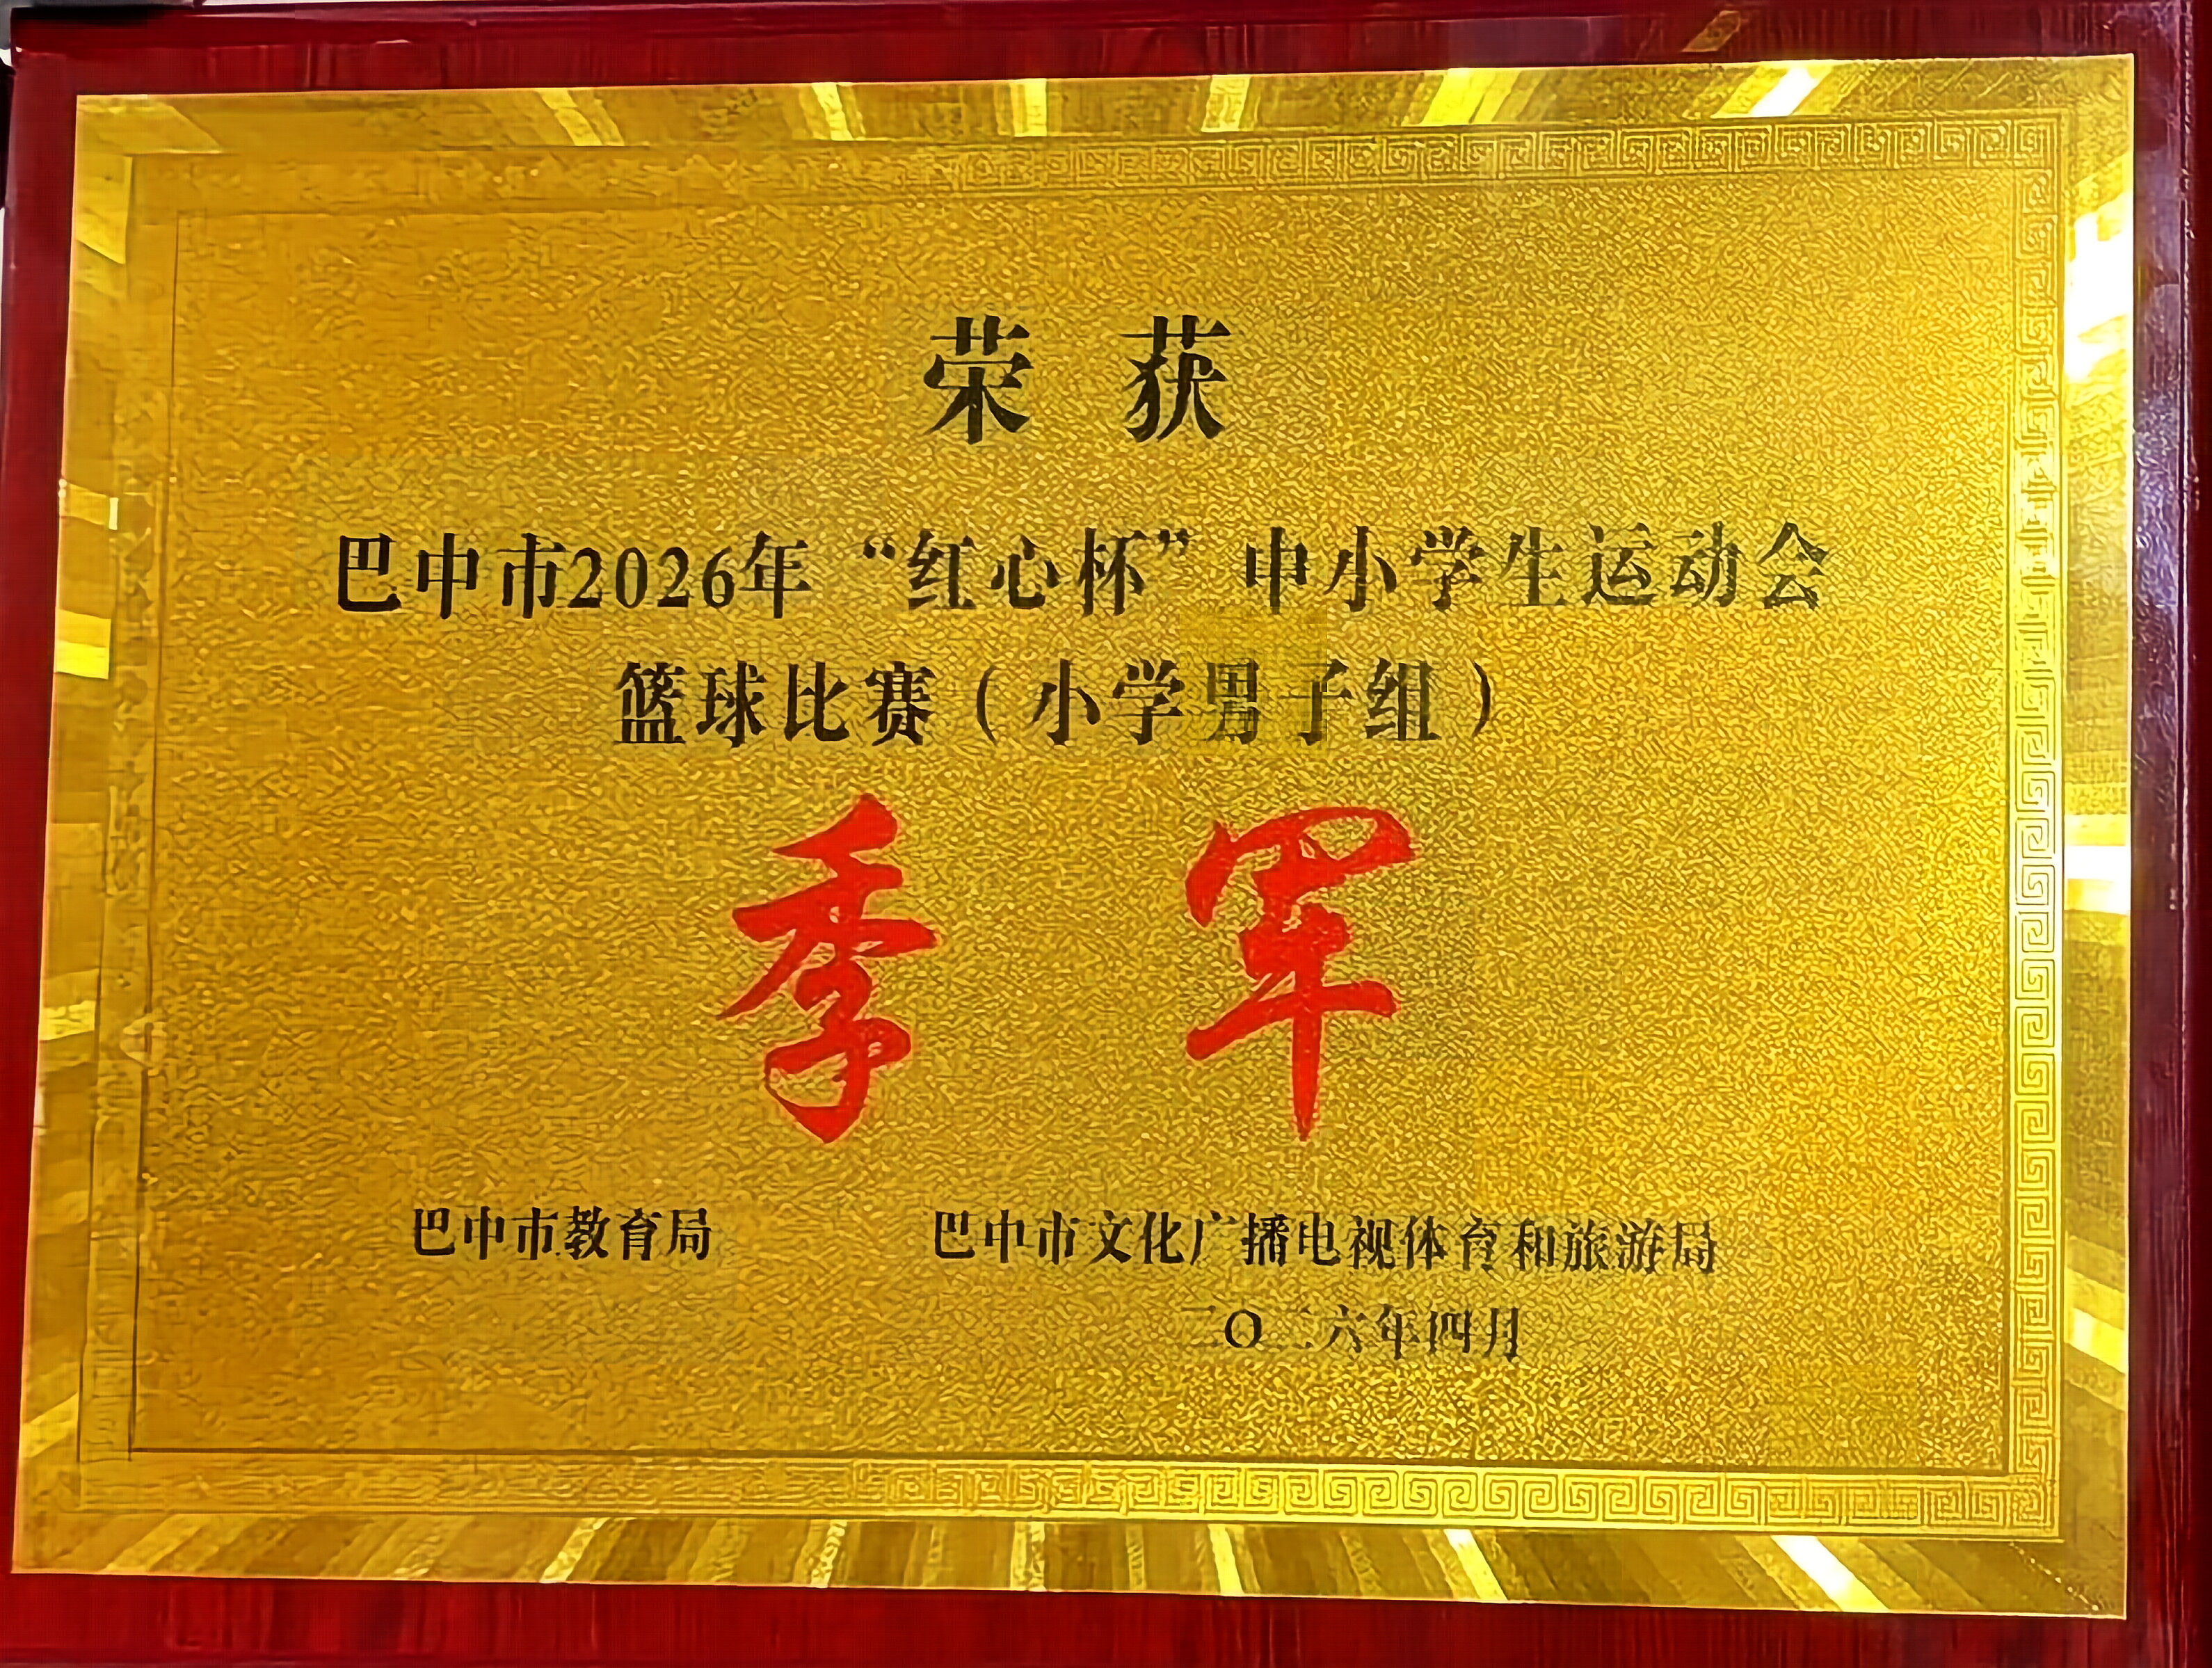 荣获
巴中市2026年“红心杯”中小学生运动会
篮球比赛（小学男子组）
季军
巴中市教育局 巴中市文化广播电视体育和旅游局
二〇二六年四月